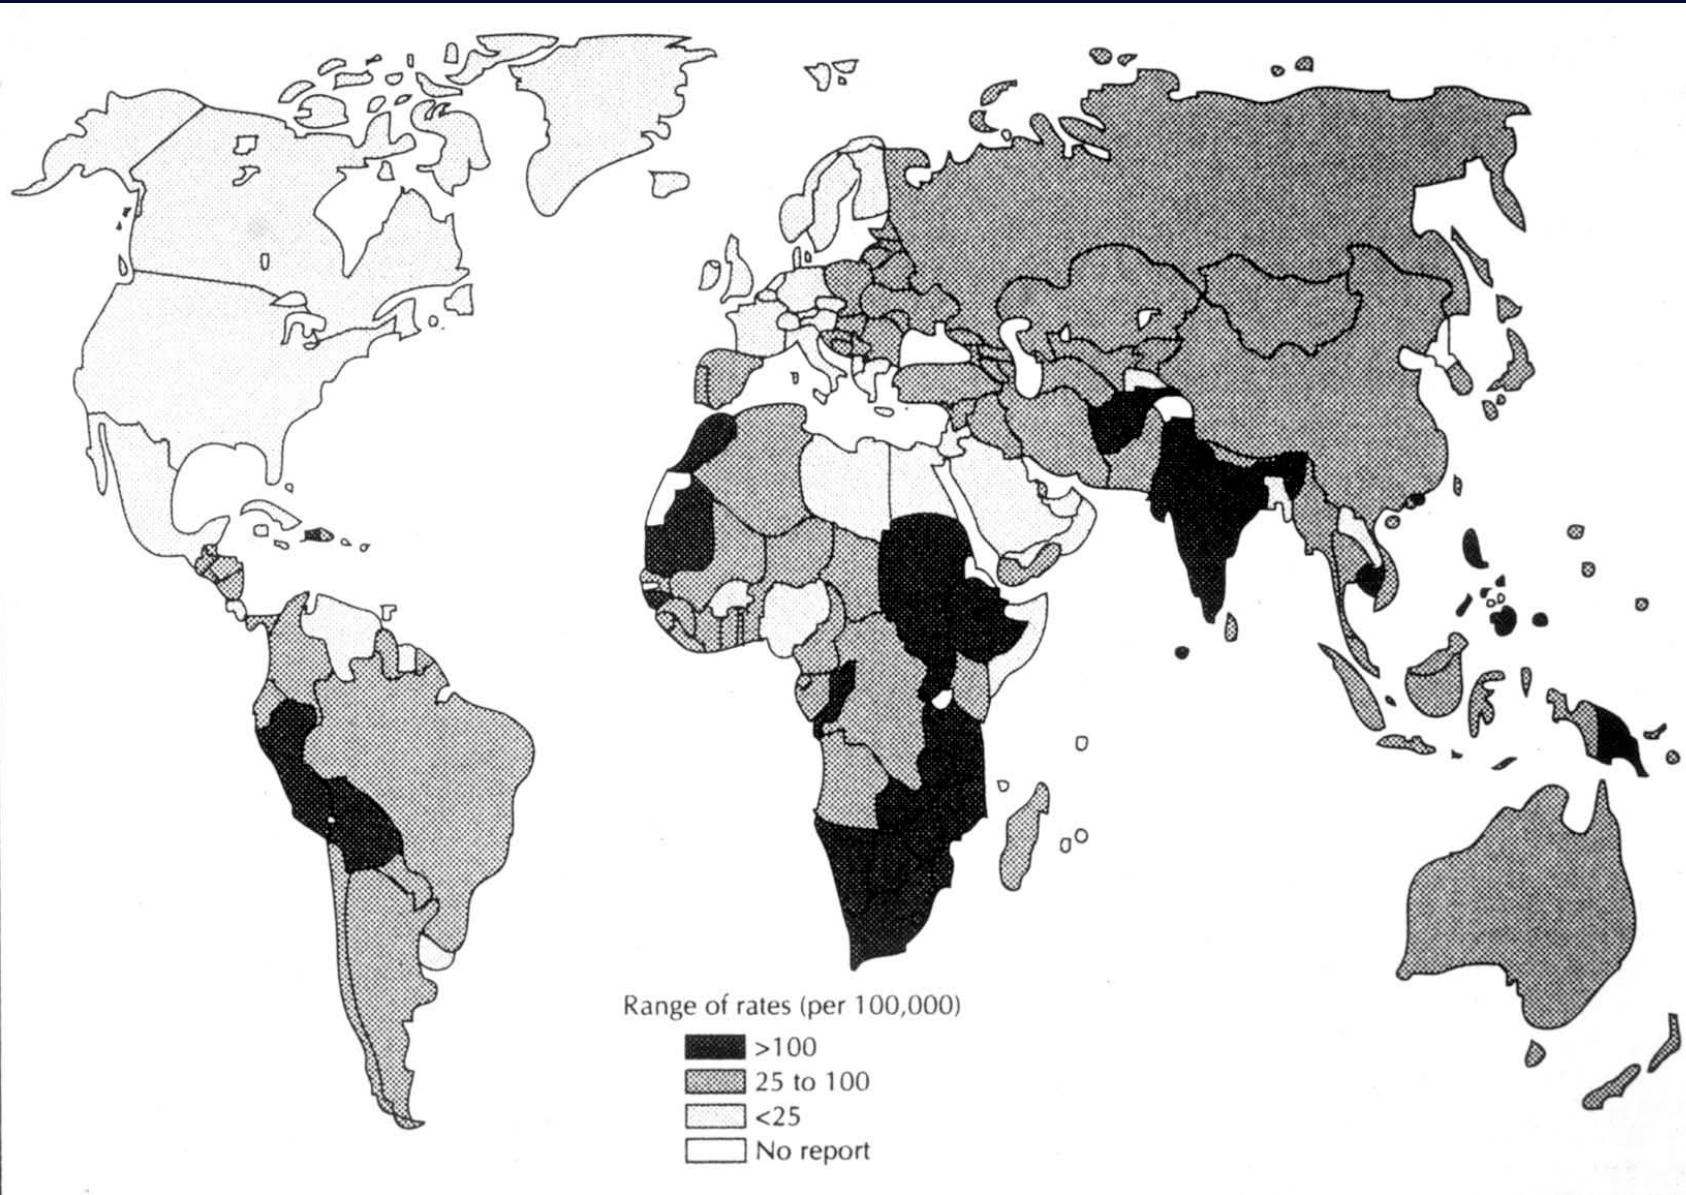 Range of rates (per 100,000)
>100
25 to 100
<25
No report